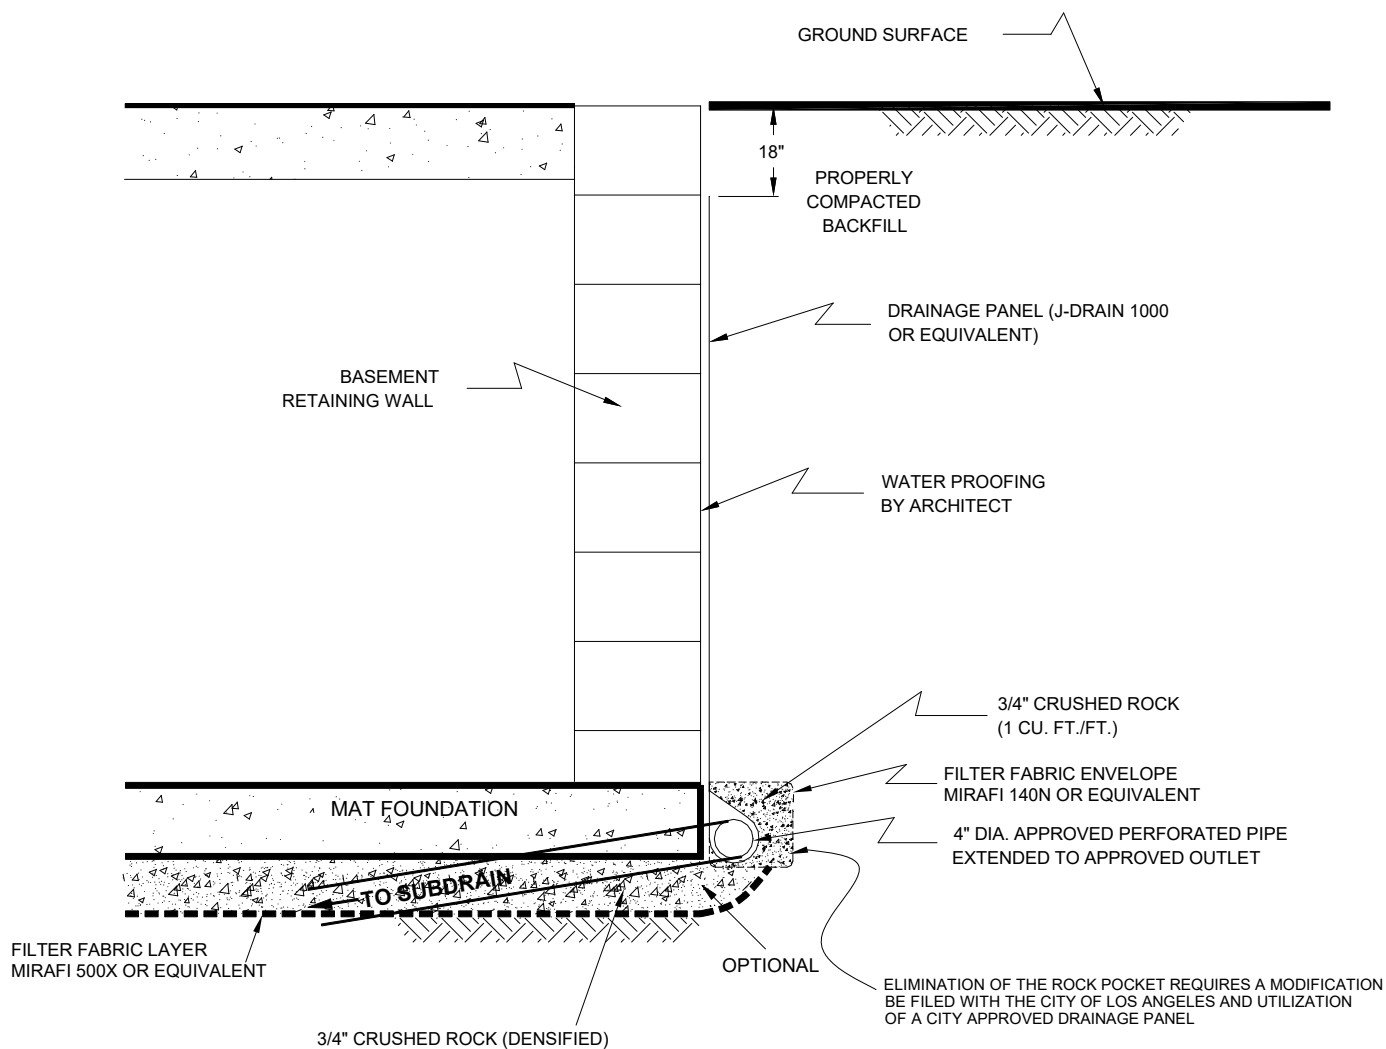 GROUND SURFACE
18"
PROPERLY
COMPACTED
BACKFILL
DRAINAGE PANEL (J-DRAIN 1000
OR EQUIVALENT)
BASEMENT
RETAINING WALL
WATER PROOFING
BY ARCHITECT
3/4" CRUSHED ROCK
(1 CU. FT./FT.)
FILTER FABRIC ENVELOPE
MIRAFI 140N OR EQUIVALENT
MAT FOUNDATION
4" DIA. APPROVED PERFORATED PIPE
EXTENDED TO APPROVED OUTLET
TO SUBDRAIN
FILTER FABRIC LAYER
MIRAFI 500X OR EQUIVALENT
OPTIONAL
ELIMINATION OF THE ROCK POCKET REQUIRES A MODIFICATION
BE FILED WITH THE CITY OF LOS ANGELES AND UTILIZATION
OF A CITY APPROVED DRAINAGE PANEL
3/4" CRUSHED ROCK (DENSIFIED)